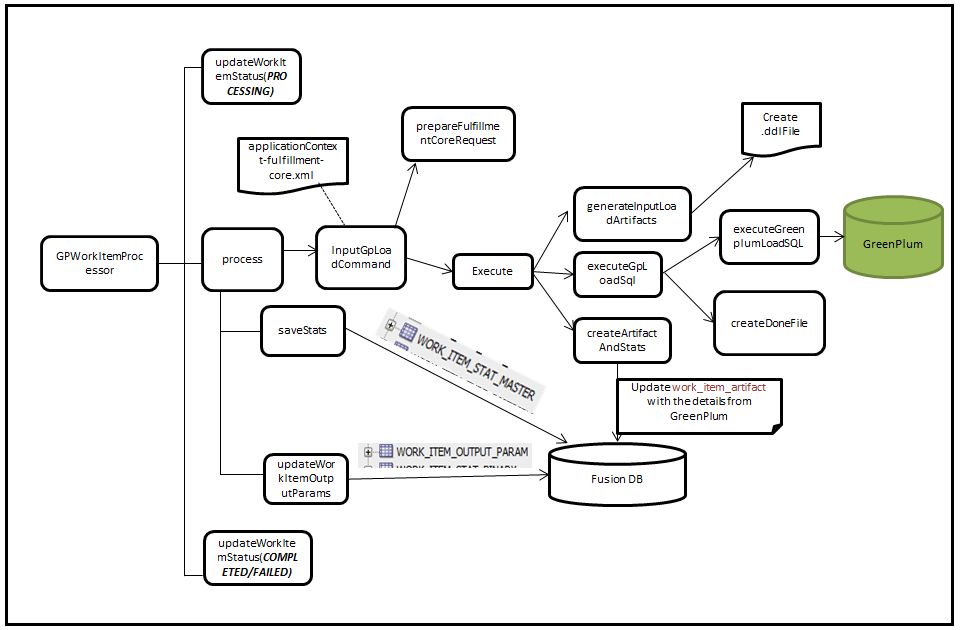 updateWorkIt
emStatus(PRO
CESSING)
applicationContex
t-fulfillment-
core.xml
prepareFulfillme
ntCoreRequest
Create
.ddlFile
generateInputLoa
dArtifacts
GPWorkItemProc
essor
process
InputGpLoa
dCommand
Execute
executeGpL
oadSql
executeGreen
plumLoadSQL
GreenPlum
saveStats
createArtifact
AndStats
createDoneFile
WORK_ITEM_STAT_MASTER
Update work_item_artifact
with the details from
GreenPlum
WORK_ITEM_OUTPUT_PARAM
WORK_ITEM_STAT_BINARY
updateWor
kItemOutp
utParams
Fusion DB
updateWorkIte
mStatus(COMPL
ETED/FAILED)